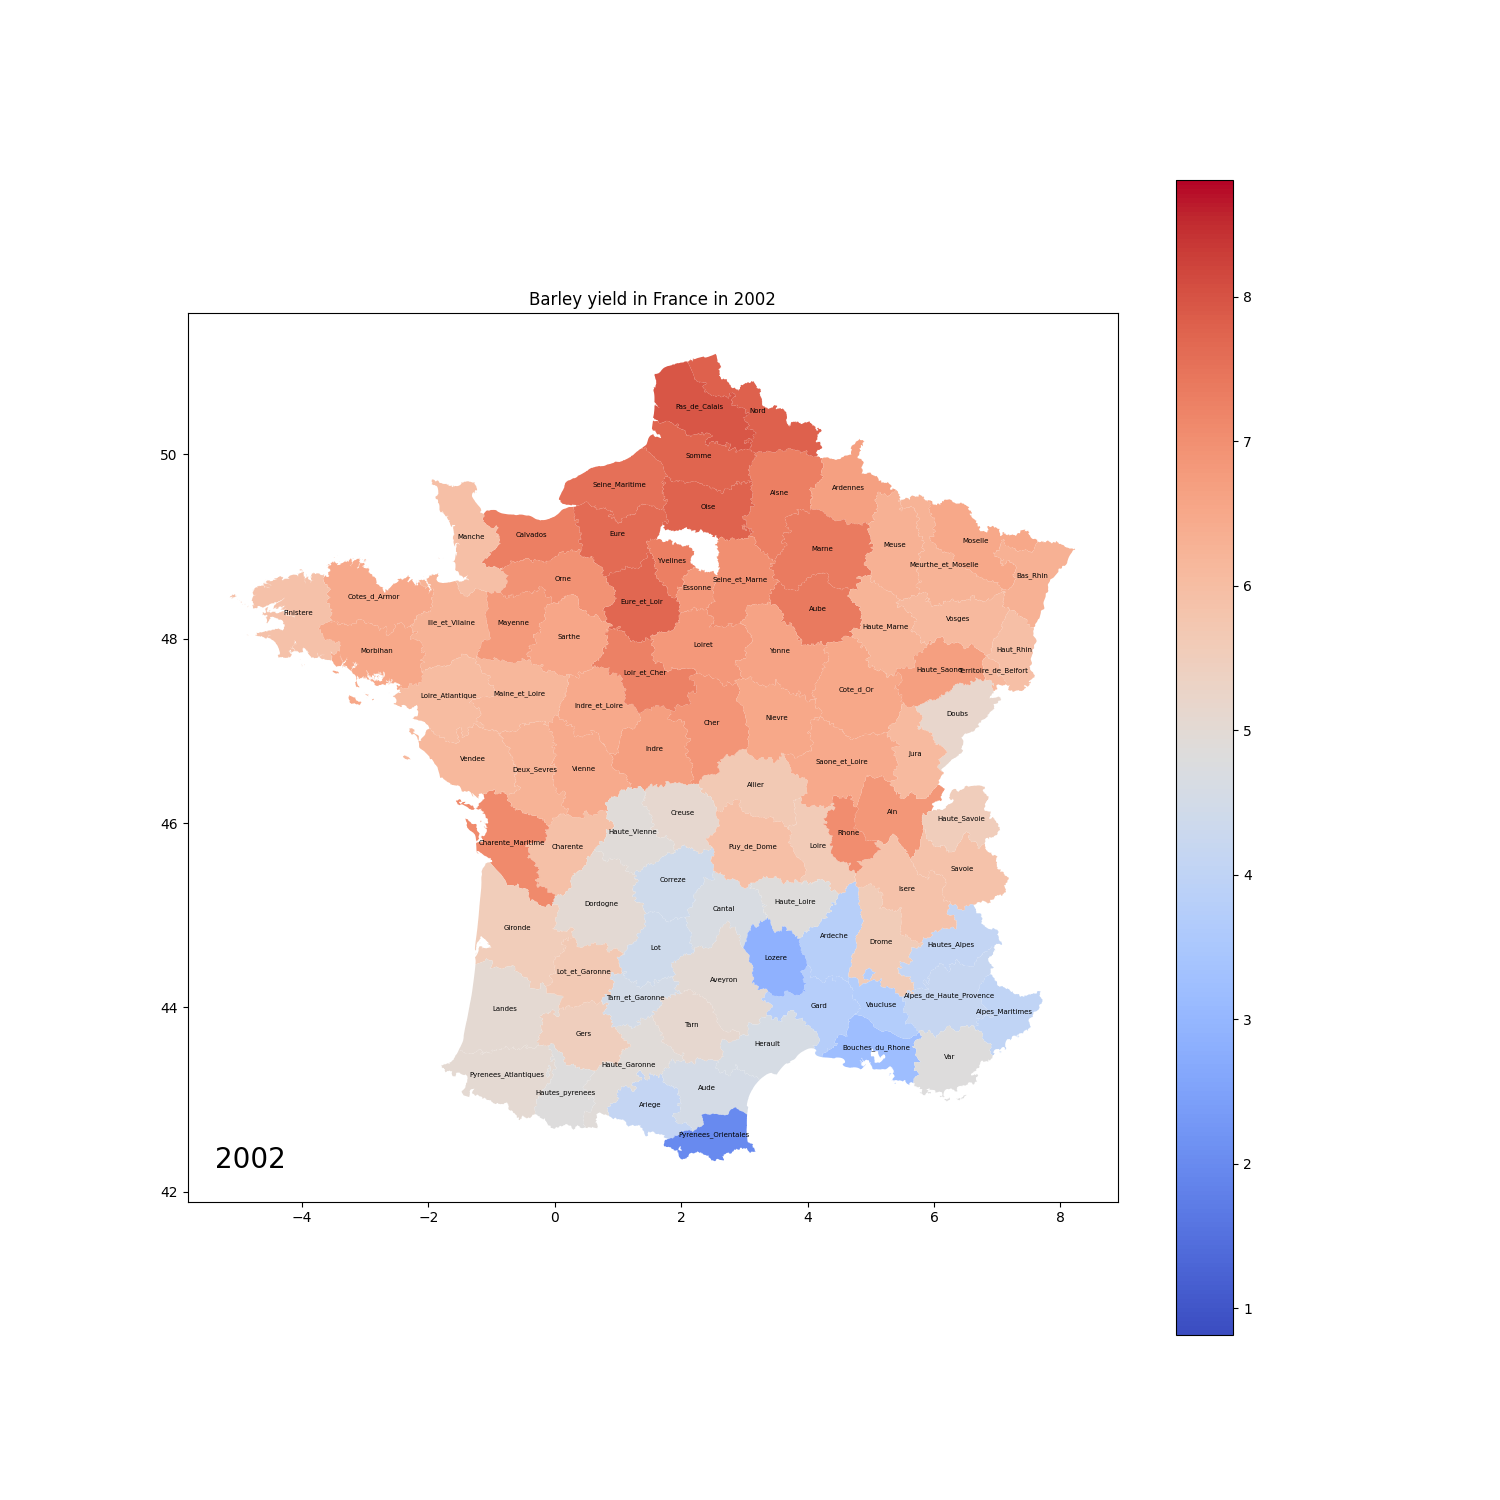 Barley yield in France in 2002
Pas_de_Calais
Nord
Somme
Seine_Maritime
Aisne
Ardennes
Oise
Manche
Calvados
Eure
Marne
Meuse
Moselle
Yvelines
Meurthe_et_Moselle
Bas_Rhin
Orne
Seine_et_Marne
Essonne
Cotes_d_Armor
Eure_et_Loir
Finistere
Aube
Ille_et_Vilaine
Mayenne
Vosges
Haute_Marne
Sarthe
Loiret
Morbihan
Yonne
Haut_Rhin
Loir_et_Cher
Haute_Saone
Territoire_de_Belfort
Loire_Atlantique
Maine_et_Loire
Cote_d_Or
Indre_et_Loire
Doubs
Nievre
Cher
Indre
Jura
Vendee
Saone_et_Loire
Deux_Sevres
Vienne
Allier
Creuse
Ain
Haute_Savoie
Haute_Vienne
Rhone
Charente_Maritime
Charente
Puy_de_Dome
Loire
Savoie
Correze
Isere
Dordogne
Haute_Loire
Cantal
Gironde
Ardeche
Drome
Hautes_Alpes
Lot
Lozere
Lot_et_Garonne
Aveyron
Tarn_et_Garonne
Alpes_de_Haute_Provence
Landes
Gard
Vaucluse
Alpes_Maritimes
Tarn
Gers
Herault
Bouches_du_Rhone
Var
Haute_Garonne
Pyrenees_Atlantiques
Aude
Hautes_pyrenees
Ariege
Pyrenees_Orientales
2002
50
48
46
44
42
−4 −2 0 2 4 6 8
8
7
6
5
4
3
2
1